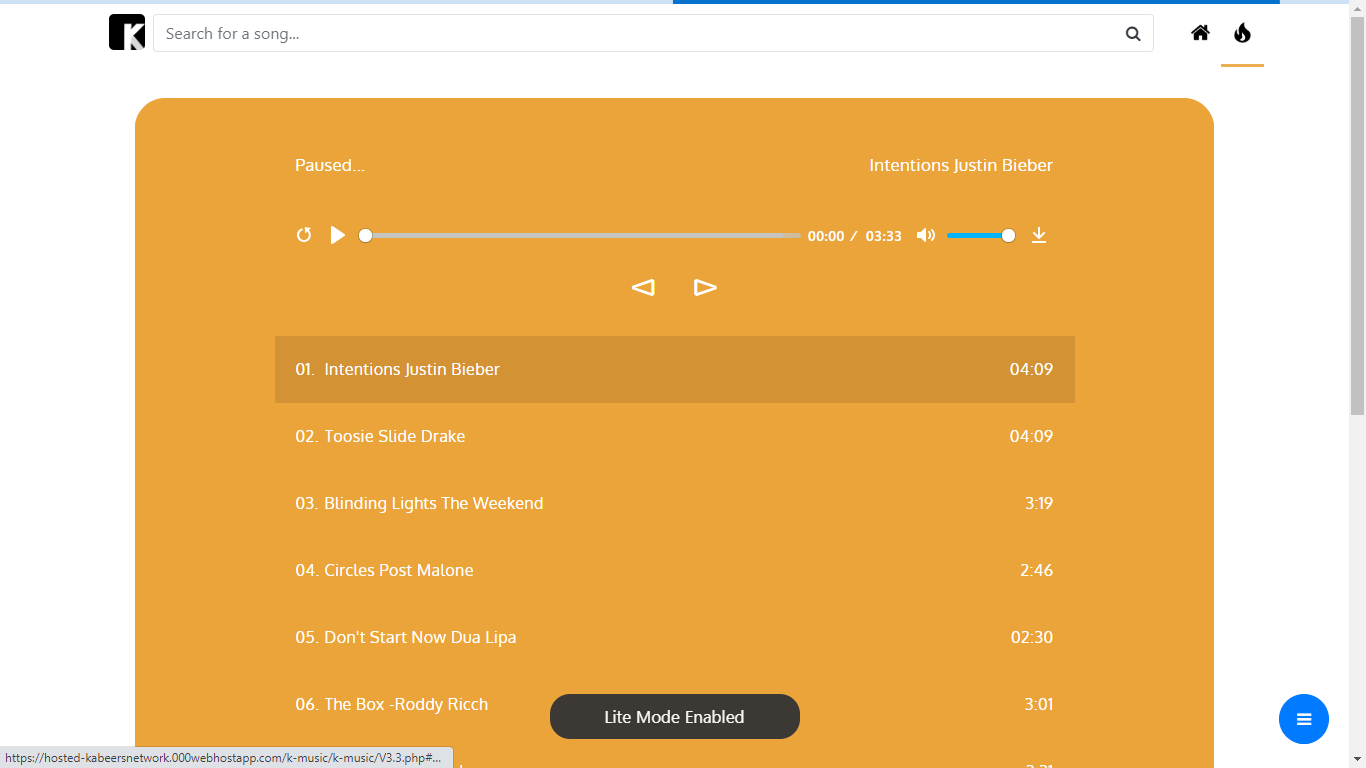 K
Search for a song...
Paused... Intentions Justin Bieber
00:00 / 03:33
01. Intentions Justin Bieber 04:09
02. Toosie Slide Drake 04:09
03. Blinding Lights The Weekend 3:19
04. Circles Post Malone 2:46
05. Don't Start Now Dua Lipa 02:30
06. The Box -Roddy Ricch 3:01
Lite Mode Enabled
https://hosted-kabeersnetwork.000webhostapp.com/k-music/k-music/V3.3.php#...